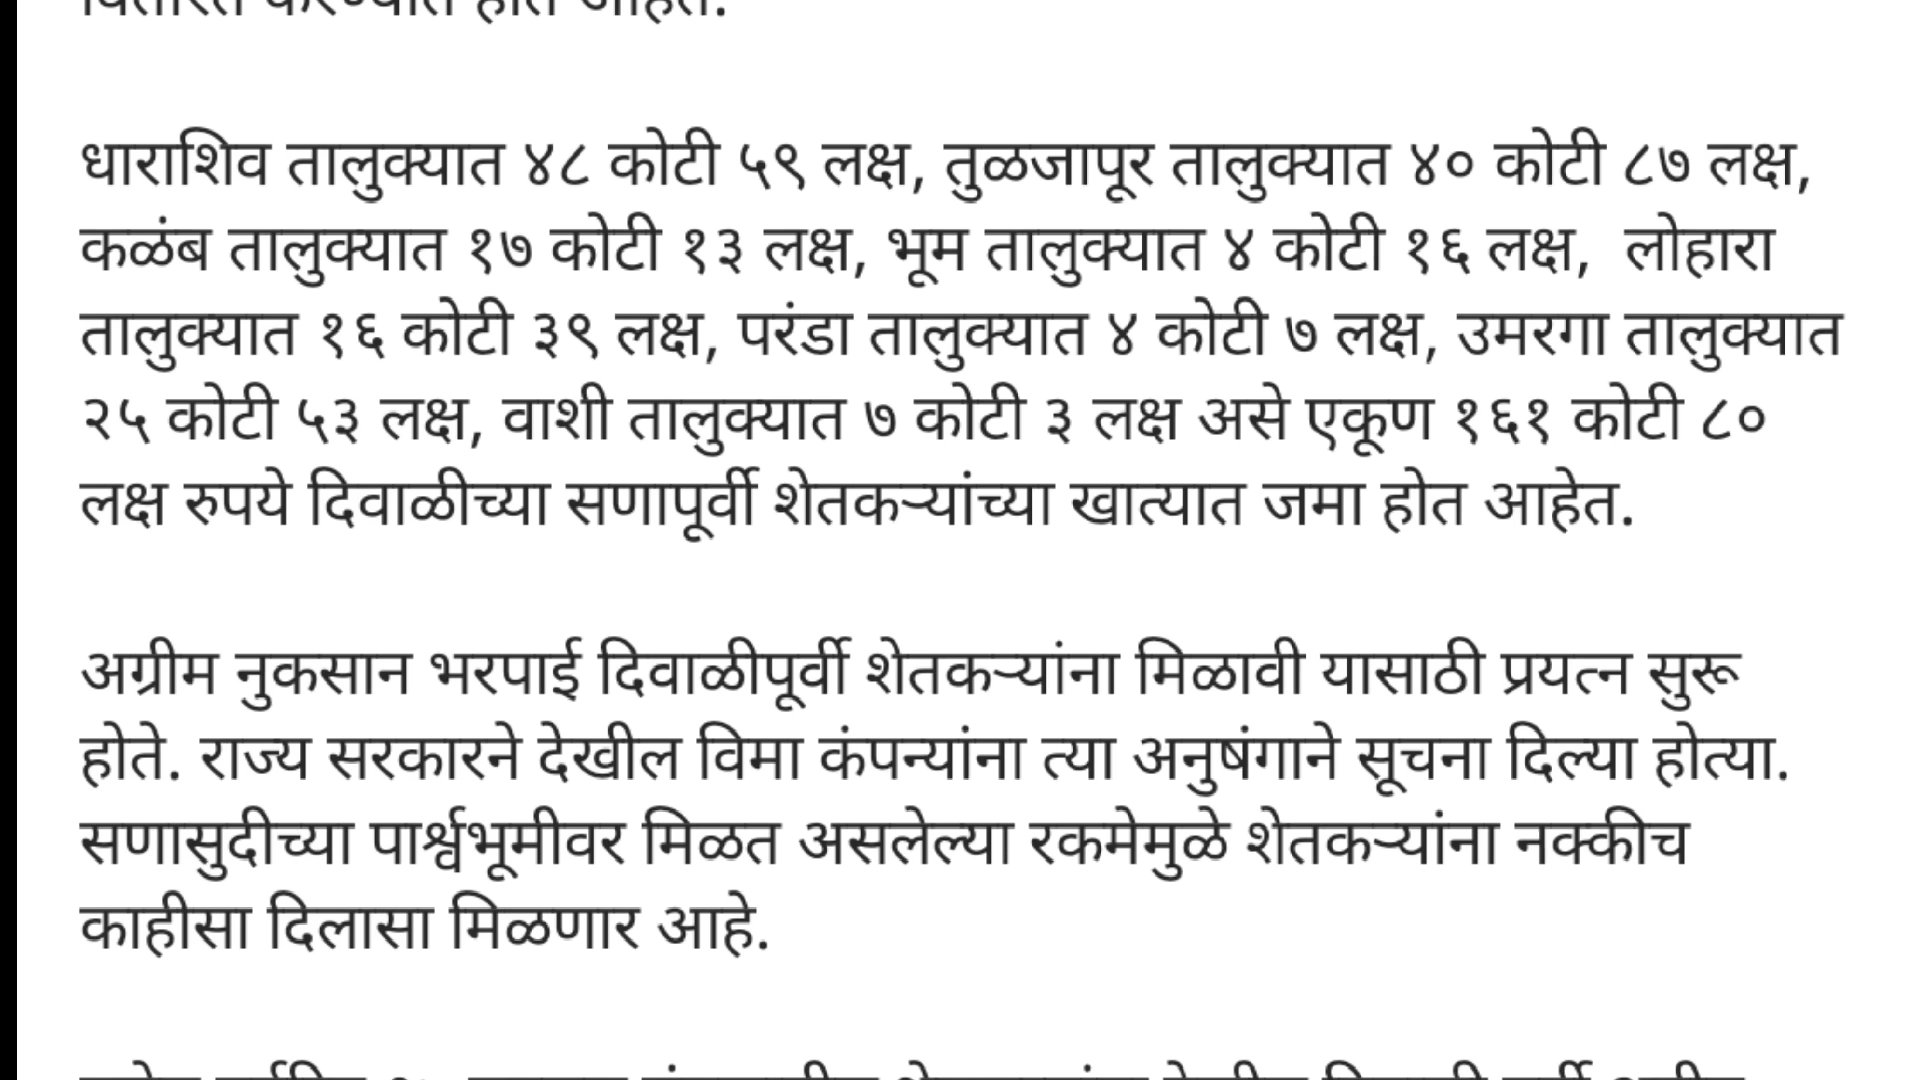 धाराशिव तालुक्यात ४८ कोटी ५९ लक्ष, तुळजापूर तालुक्यात ४० कोटी ८७ लक्ष,
कळंब तालुक्यात १७ कोटी १३ लक्ष, भूम तालुक्यात ४ कोटी १६ लक्ष, लोहारा
तालुक्यात १६ कोटी ३९ लक्ष, परंडा तालुक्यात ४ कोटी ७ लक्ष, उमरगा तालुक्यात
२५ कोटी ५३ लक्ष, वाशी तालुक्यात ७ कोटी ३ लक्ष असे एकूण १६१ कोटी ८०
लक्ष रुपये दिवाळीच्या सणापूर्वी शेतकऱ्यांच्या खात्यात जमा होत आहेत.
अग्रीम नुकसान भरपाई दिवाळीपूर्वी शेतकऱ्यांना मिळावी यासाठी प्रयत्न सुरू
होते. राज्य सरकारने देखील विमा कंपन्यांना त्या अनुषंगाने सूचना दिल्या होत्या.
सणासुदीच्या पार्श्वभूमीवर मिळत असलेल्या रकमेमुळे शेतकऱ्यांना नक्कीच
काहीसा दिलासा मिळणार आहे.